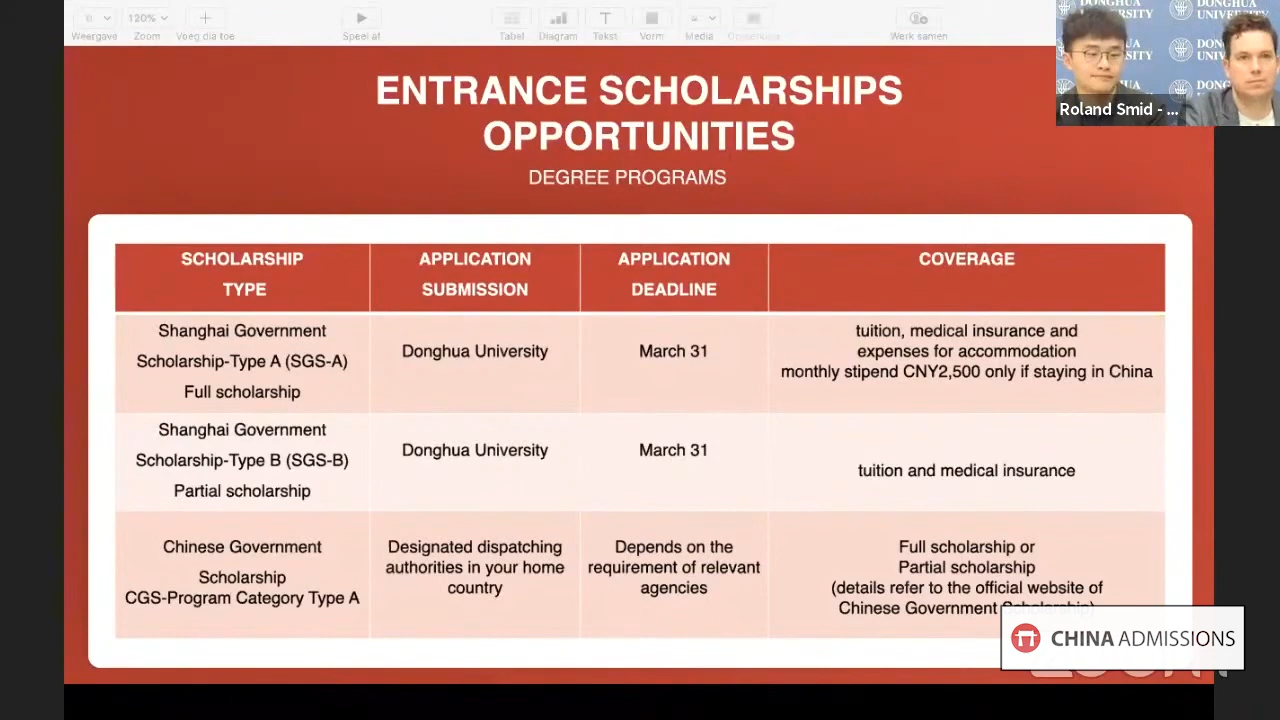 120%
Weergave
Zoom
Voeg dia toe
Speel af
Tabel
Diagram
Tekst
Vorm
Media
Werk samen
DONGHUA
UNIVERSITY
Roland Smid - ...
ENTRANCE SCHOLARSHIPS
OPPORTUNITIES
DEGREE PROGRAMS
SCHOLARSHIP
TYPE
APPLICATION
SUBMISSION
APPLICATION
DEADLINE
COVERAGE
Shanghai Government
Scholarship-Type A (SGS-A)
Full scholarship
Donghua University
March 31
tuition, medical insurance and
expenses for accommodation
monthly stipend CNY2,500 only if staying in China
Shanghai Government
Scholarship-Type B (SGS-B)
Partial scholarship
Donghua University
March 31
tuition and medical insurance
Chinese Government
Scholarship
CGS-Program Category Type A
Designated dispatching
authorities in your home
country
Depends on the
requirement of relevant
agencies
Full scholarship or
Partial scholarship
(details refer to the official website of
Chinese Government Scholarship)
CHINA ADMISSIONS